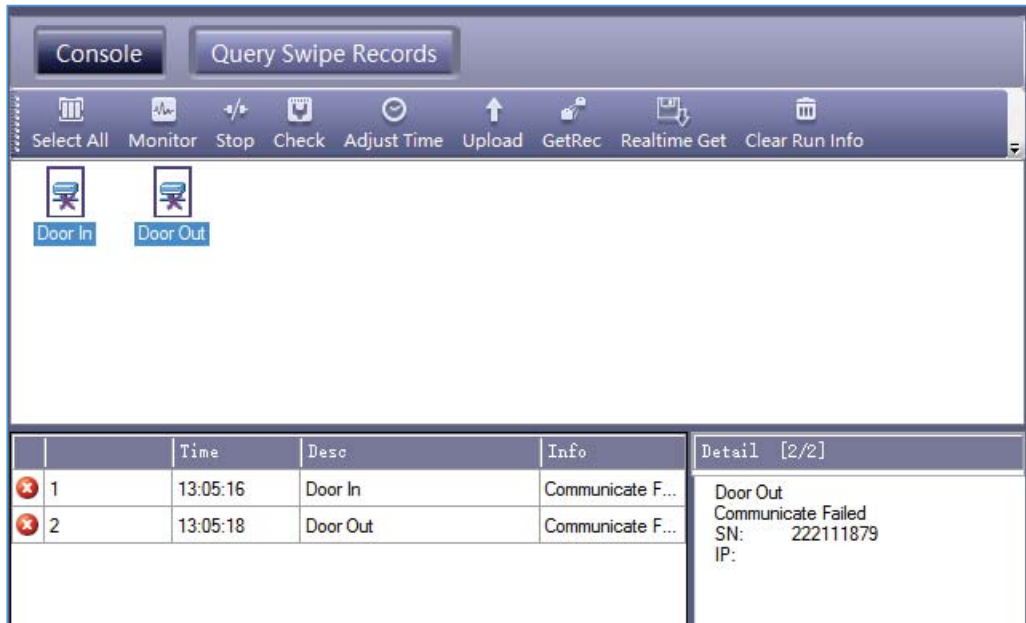 Console Query Swipe Records
Select All Monitor Stop Check Adjust Time Upload GetRec Realtime Get Clear Run Info
Door In Door Out
Time Desc Info
1 13:05:16 Door In Communicate F...
2 13:05:18 Door Out Communicate F...
Detail [2/2]
Door Out
Communicate Failed
SN: 222111879
IP: